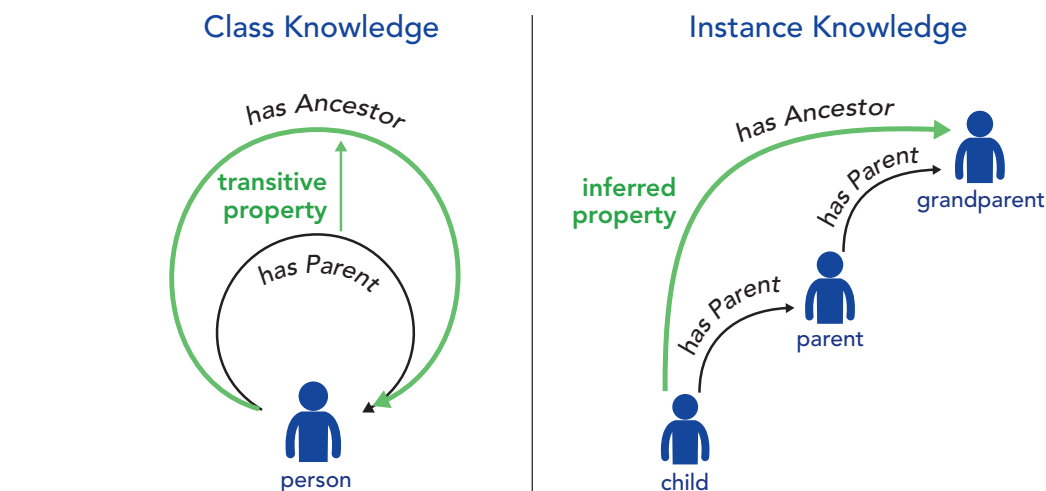 Class Knowledge
has Ancestor
transitive
property
has Parent
person
Instance Knowledge
has Ancestor
inferred
property
has Parent
grandparent
has Parent
parent
child